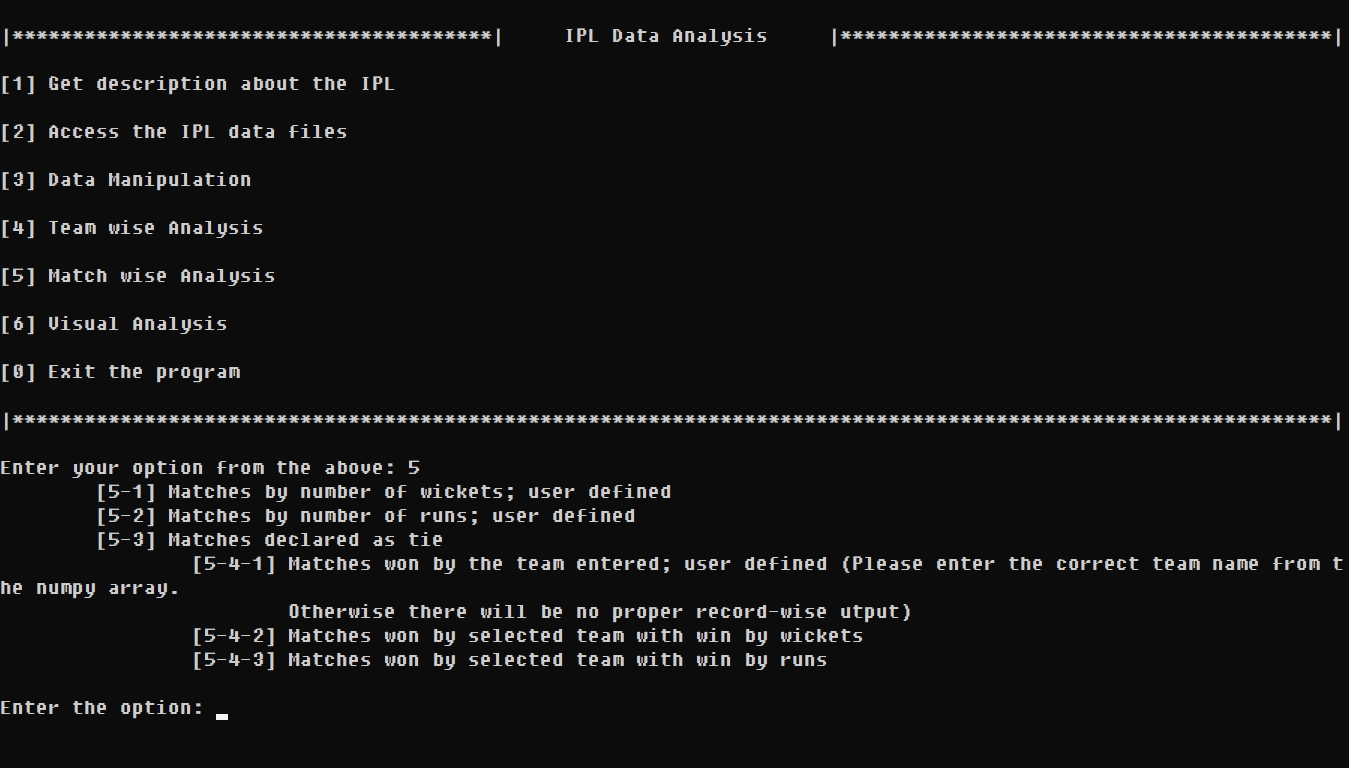 |****************************************| IPL Data Analysis |*****************************************|
[1] Get description about the IPL
[2] Access the IPL data files
[3] Data Manipulation
[4] Team wise Analysis
[5] Match wise Analysis
[6] Visual Analysis
[0] Exit the program
|**************************************************************************************************************|
Enter your option from the above: 5
[5-1] Matches by number of wickets; user defined
[5-2] Matches by number of runs; user defined
[5-3] Matches declared as tie
[5-4-1] Matches won by the team entered; user defined (Please enter the correct team name from t
he numpy array.
Otherwise there will be no proper record-wise utput)
[5-4-2] Matches won by selected team with win by wickets
[5-4-3] Matches won by selected team with win by runs
Enter the option: